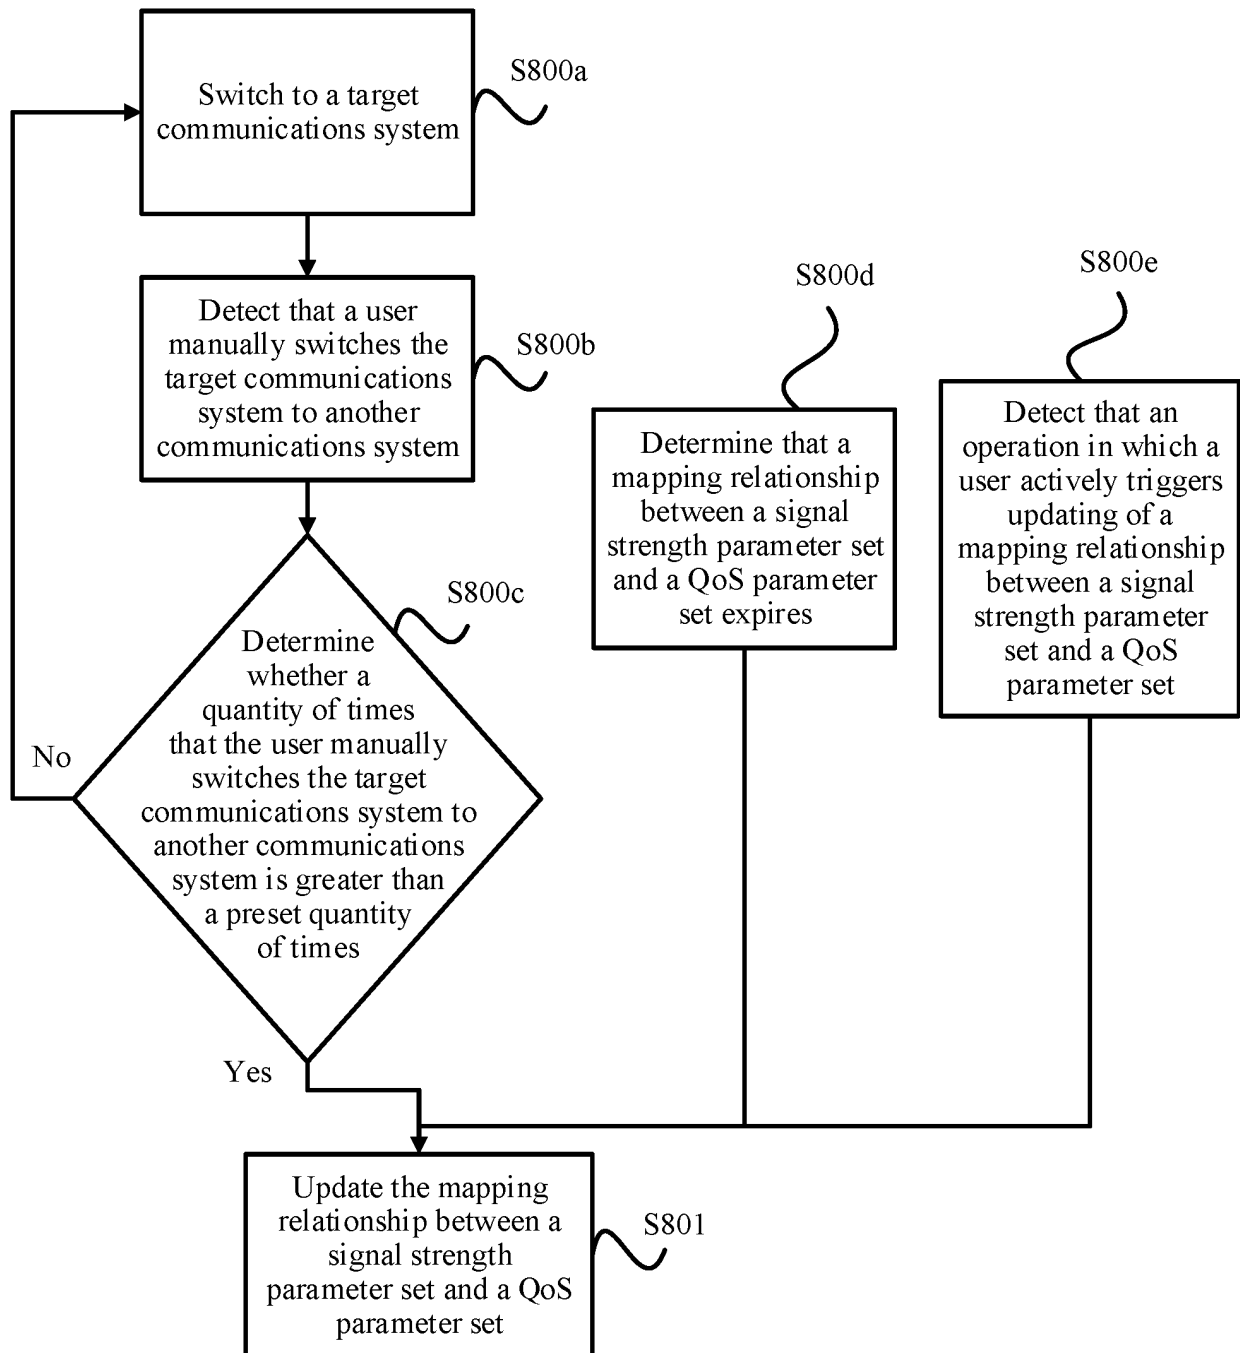 Switch to a target
communications system
S800a
Detect that a user
manually switches the
target communications
system to another
communications system
S800b
Determine
whether a
quantity of times
that the user manually
switches the target
communications system to
another communications
system is greater than
a preset quantity
of times
S800c
No
Yes
Determine that a
mapping relationship
between a signal
strength parameter set
and a QoS parameter
set expires
S800d
Detect that an
operation in which a
user actively triggers
updating of a
mapping relationship
between a signal
strength parameter
set and a QoS
parameter set
S800e
Update the mapping
relationship between a
signal strength
parameter set and a QoS
parameter set
S801